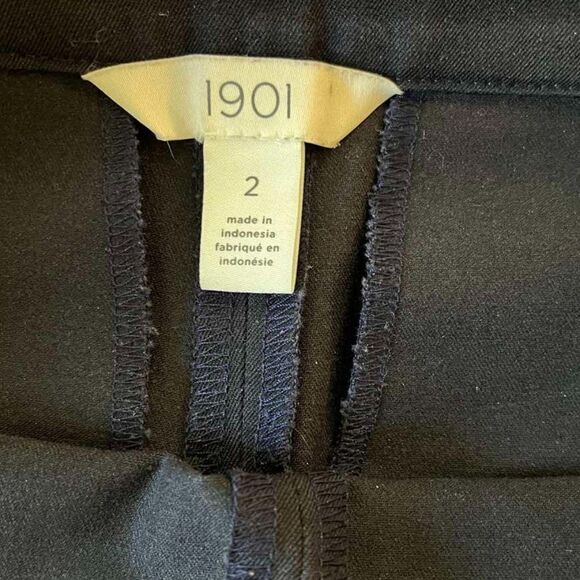 1901
2
made in
indonesia
fabriqué en
indonésie